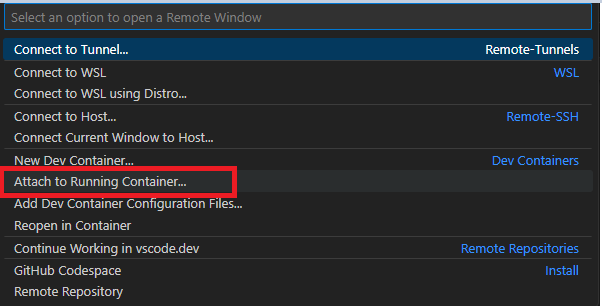 Select an option to open a Remote Window
Connect to Tunnel... Remote-Tunnels
Connect to WSL WSL
Connect to WSL using Distro...
Connect to Host... Remote-SSH
Connect Current Window to Host...
New Dev Container... Dev Containers
Attach to Running Container...
Add Dev Container Configuration Files...
Reopen in Container
Continue Working in vscode.dev Remote Repositories
GitHub Codespace Install
Remote Repository